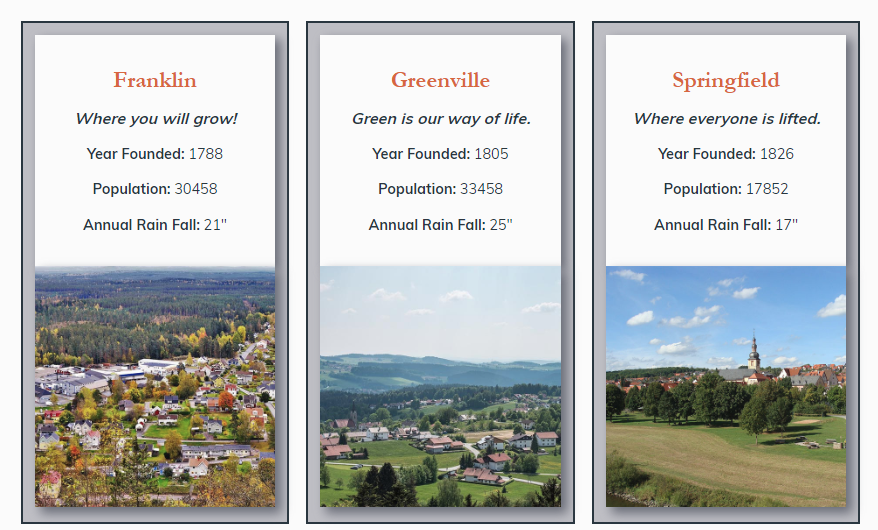 Franklin
Where you will grow!
Year Founded: 1788
Population: 30458
Annual Rain Fall: 21"
Greenville
Green is our way of life.
Year Founded: 1805
Population: 33458
Annual Rain Fall: 25"
Springfield
Where everyone is lifted.
Year Founded: 1826
Population: 17852
Annual Rain Fall: 17"